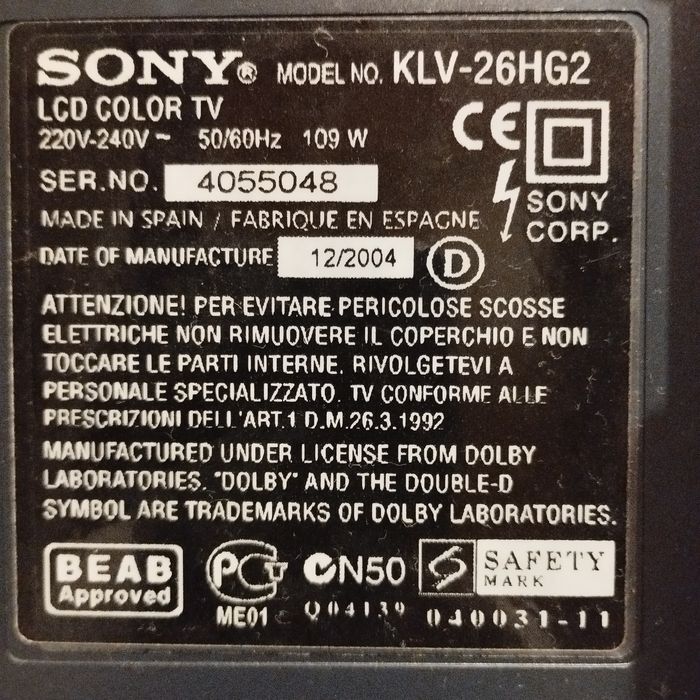 SONY® MODEL NO. KLV-26HG2
LCD COLOR TV
220V-240V ~ 50/60Hz 109 W
CE
SER.NO. 4055048
SONY
CORP.
MADE IN SPAIN / FABRIQUE EN ESPAGNE
DATE OF MANUFACTURE 12/2004 D
ATTENZIONE! PER EVITARE PERICOLOSE SCOSSE
ELETTRICHE NON RIMUOVERE IL COPERCHIO E NON
TOCCARE LE PARTI INTERNE. RIVOLGETEVI A
PERSONALE SPECIALIZZATO. TV CONFORME ALLE
PRESCRIZIONI DELL'ART.1 D.M.26.3.1992
MANUFACTURED UNDER LICENSE FROM DOLBY
LABORATORIES. "DOLBY" AND THE DOUBLE-D
SYMBOL ARE TRADEMARKS OF DOLBY LABORATORIES.
BEAB
Approved
ME01
N50
Q04139
S SAFETY
MARK
040031-11